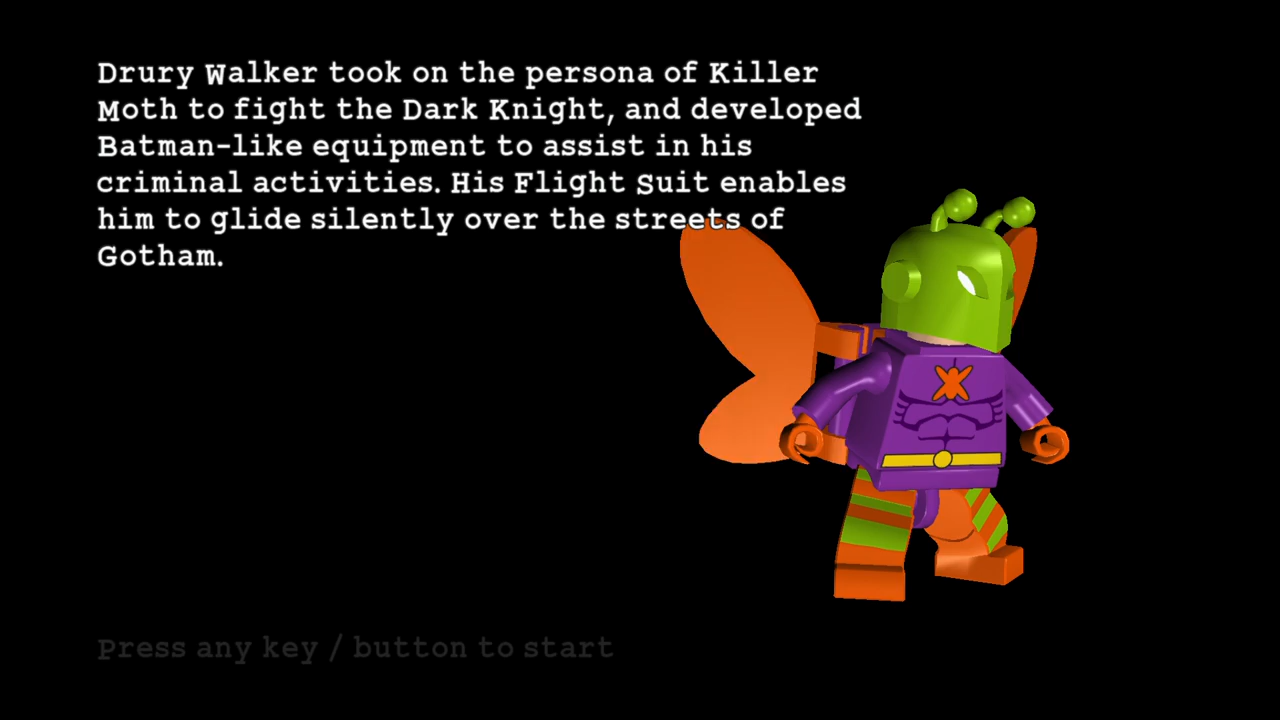 Drury Walker took on the persona of Killer
Moth to fight the Dark Knight, and developed
Batman-like equipment to assist in his
criminal activities. His Flight Suit enables
him to glide silently over the streets of
Gotham.
Press any key / button to start